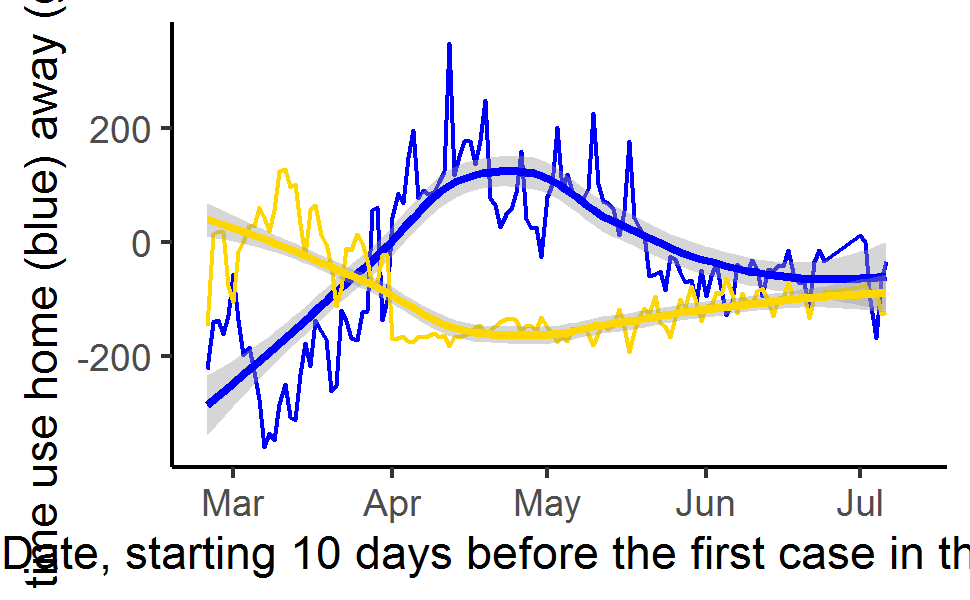 time use home (blue) away (
200
0
-200
Mar Apr May Jun Jul
Date, starting 10 days before the first case in th